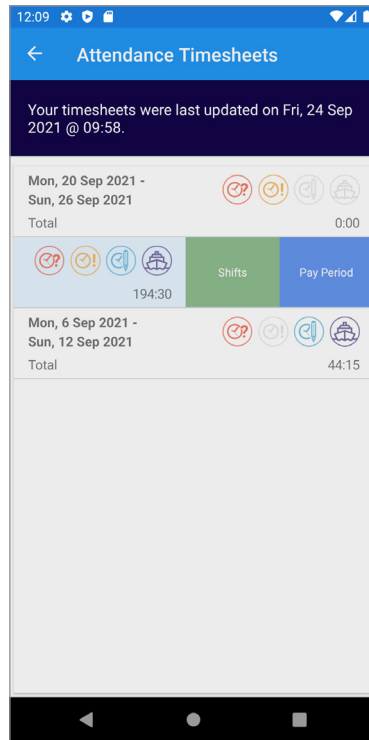 12:09
Attendance Timesheets
Your timesheets were last updated on Fri, 24 Sep
2021 @ 09:58.
Mon, 20 Sep 2021 -
Sun, 26 Sep 2021
Total 0:00
194:30 Shifts Pay Period
Mon, 6 Sep 2021 -
Sun, 12 Sep 2021
Total 44:15